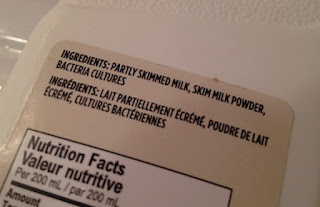 INGREDIENTS: PARTLY SKIMMED MILK, SKIM MILK POWDER,
BACTERIA CULTURES
INGRÉDIENTS: LAIT PARTIELLEMENT ÉCRÉMÉ, POUDRE DE LAIT
ÉCRÉMÉ, CULTURES BACTÉRIENNES
Nutrition Facts
Valeur nutritive
Per 200 mL / par 200 mL
Amount